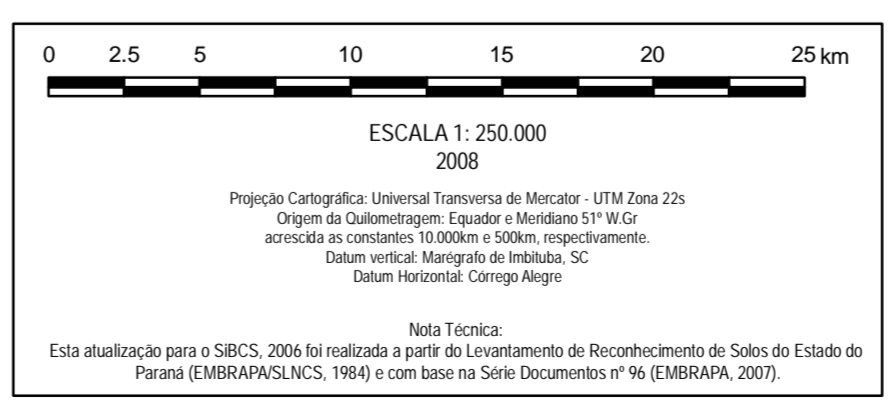 0 2.5 5 10 15 20 25 km
ESCALA 1: 250.000
2008
Projeção Cartográfica: Universal Transversa de Mercator - UTM Zona 22s
Origem da Quilometragem: Equador e Meridiano 51º W.Gr
acrescida as constantes 10.000km e 500km, respectivamente.
Datum vertical: Marégrafo de Imbituba, SC
Datum Horizontal: Córrego Alegre
Nota Técnica:
Esta atualização para o SiBCS, 2006 foi realizada a partir do Levantamento de Reconhecimento de Solos do Estado do
Paraná (EMBRAPA/SLNCS, 1984) e com base na Série Documentos nº 96 (EMBRAPA, 2007).